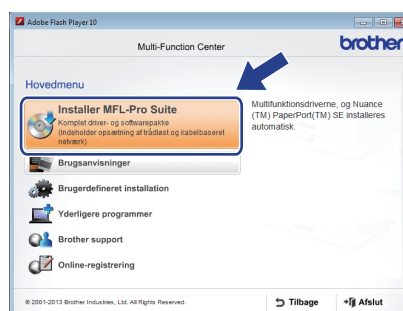 Adobe Flash Player 10
Multi-Function Center
brother
Hovedmenu
Installer MFL-Pro Suite
Komplet driver- og softwarepakke
(Indeholder opsætning af trådløst og kabelbaseret
netværk)
Multifunktionsdriverne, og Nuance
(TM) PaperPort(TM) SE installeres
automatisk.
Brugsanvisninger
Brugerdefineret installation
Yderligere programmer
Brother support
Online-registrering
© 2001-2013 Brother Industries, Ltd. All Rights Reserved.
Tilbage
Afslut